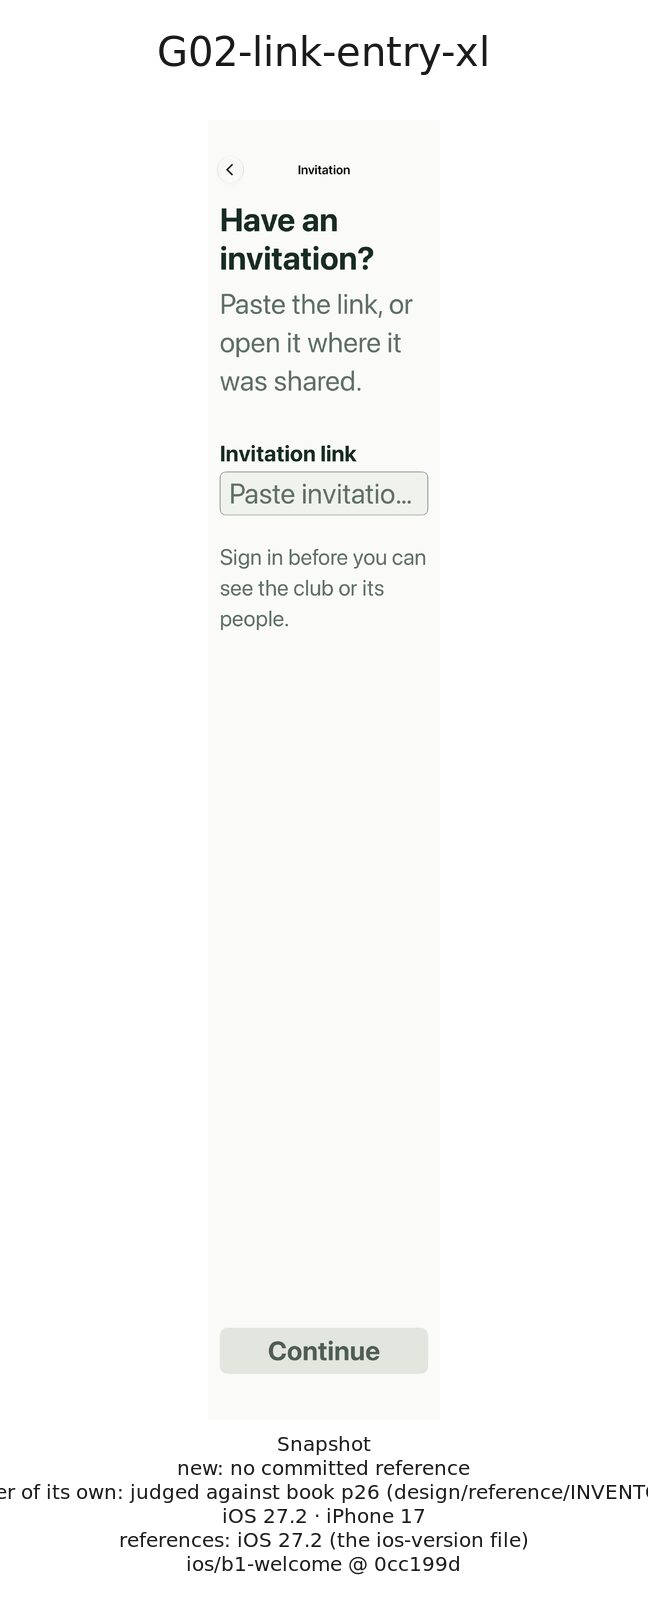 G02-link-entry-xl
Invitation
Have an
invitation?
Paste the link, or
open it where it
was shared.
Invitation link
Paste invitatio...
Sign in before you can
see the club or its
people.
Continue
Snapshot
new: no committed reference
of its own: judged against book p26
iOS 27.2 · iPhone 17
references: iOS 27.2 (the ios-version file)
ios/b1-welcome @ 0cc199d